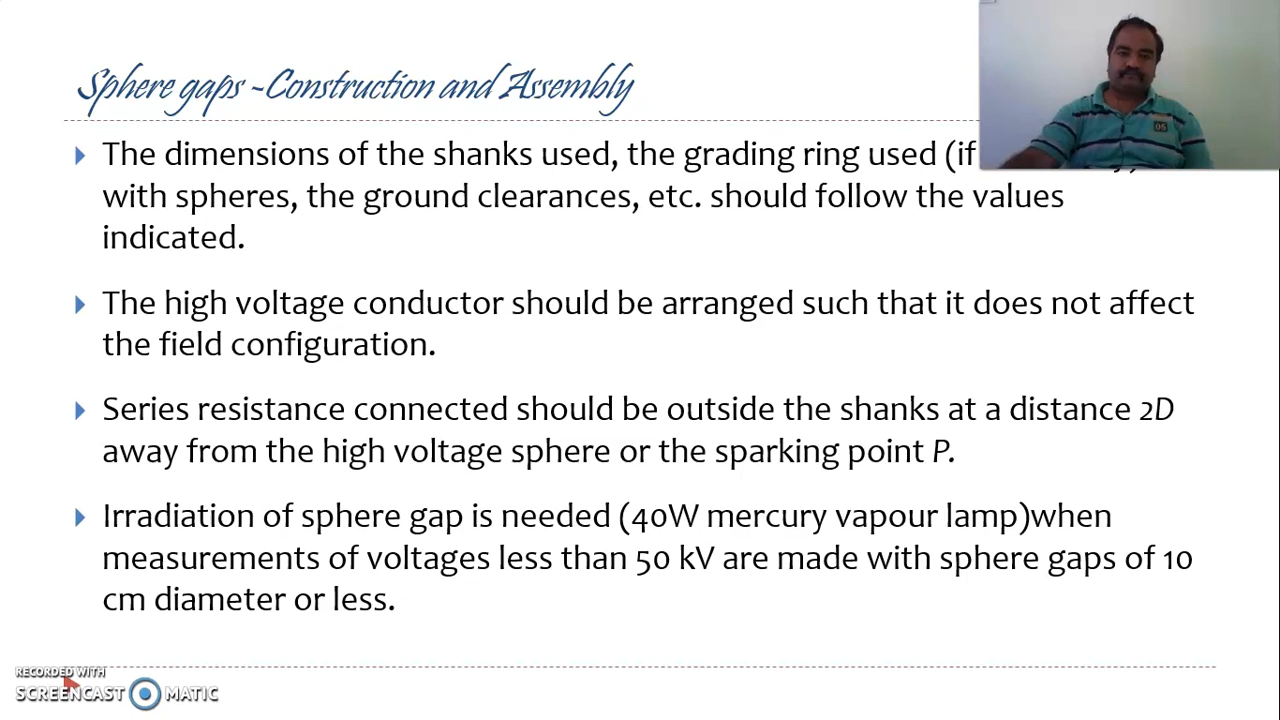 Sphere gaps -Construction and Assembly
The dimensions of the shanks used, the grading ring used (if
with spheres, the ground clearances, etc. should follow the values
indicated.
The high voltage conductor should be arranged such that it does not affect
the field configuration.
Series resistance connected should be outside the shanks at a distance 2D
away from the high voltage sphere or the sparking point P.
Irradiation of sphere gap is needed (40W mercury vapour lamp)when
measurements of voltages less than 50 kV are made with sphere gaps of 10
cm diameter or less.
05
RECORDED WITH
SCREENCAST MATIC